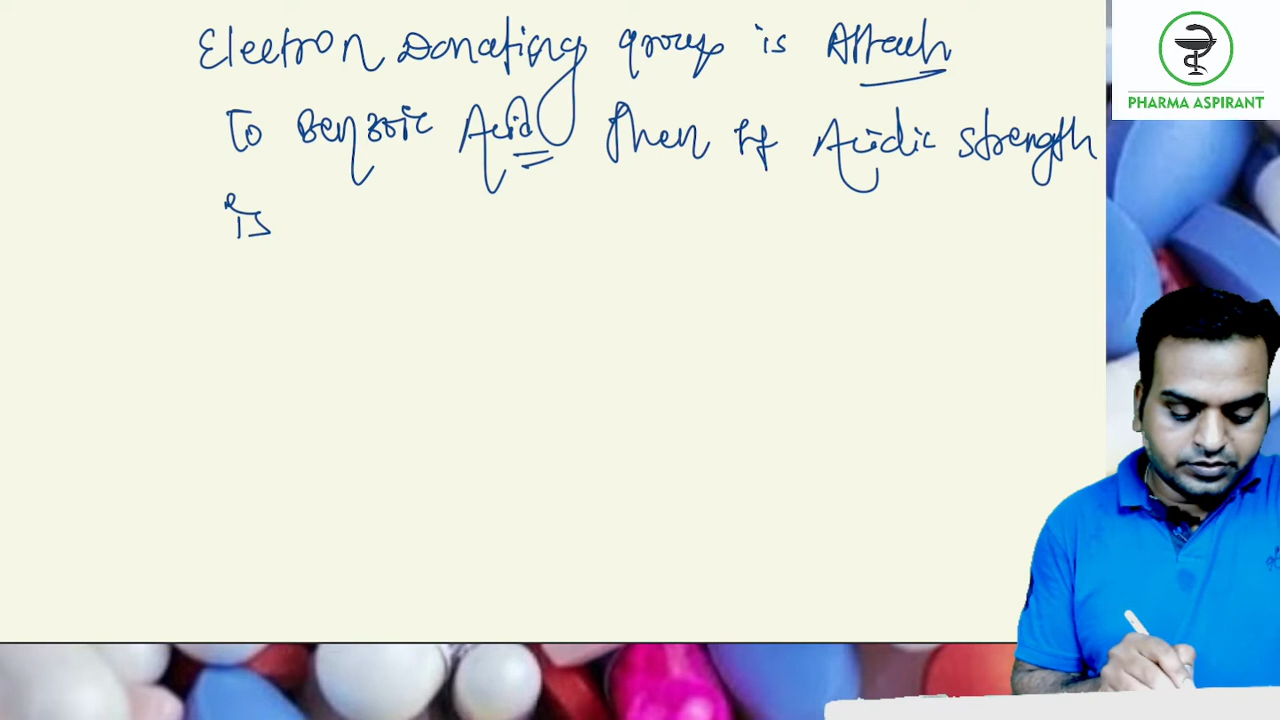 Electron Donating group is Attach
to Benzoic Acid then it Acidic strength
is
PHARMA ASPIRANT